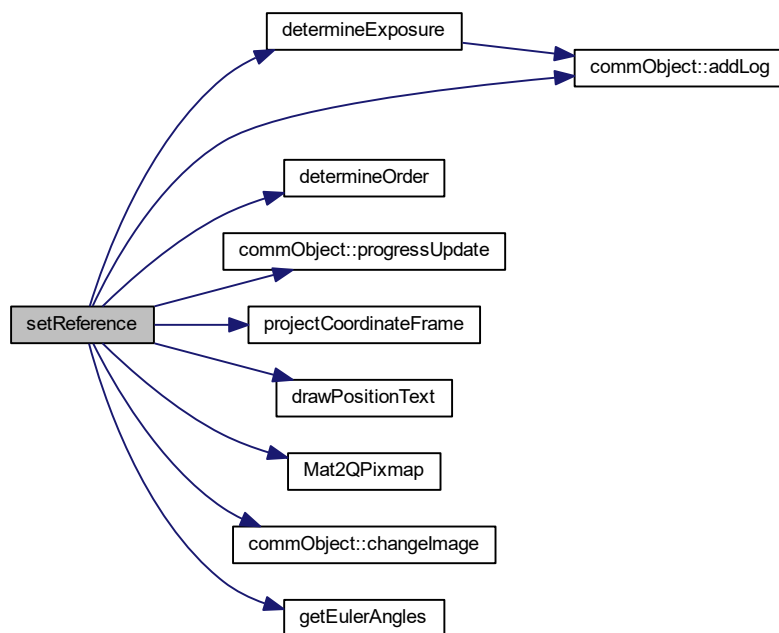 determineExposure
commObject::addLog
determineOrder
commObject::progressUpdate
setReference
projectCoordinateFrame
drawPositionText
Mat2QPixmap
commObject::changeImage
getEulerAngles